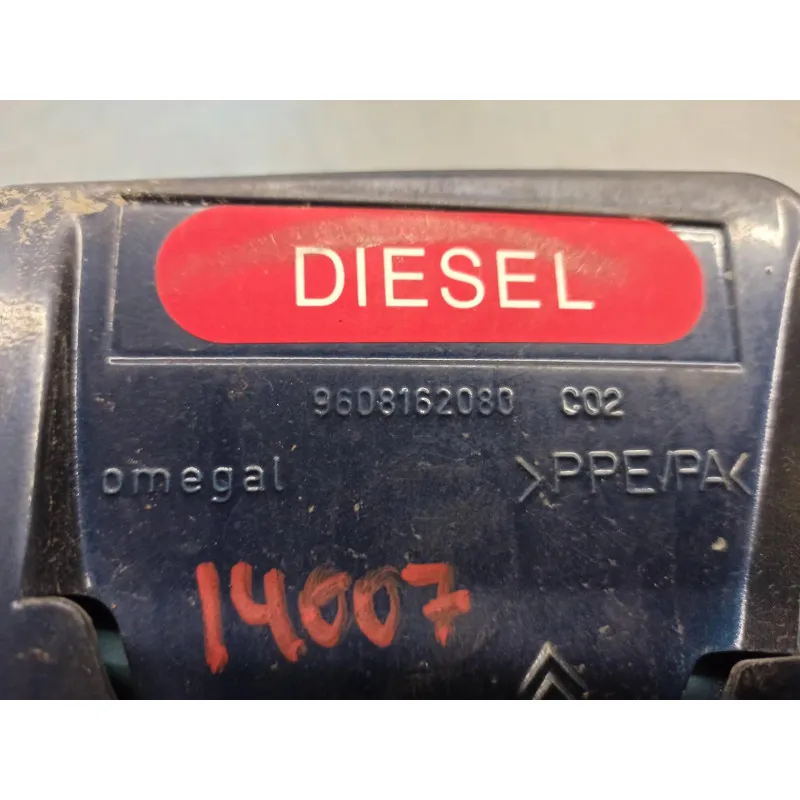 DIESEL
9608162080 C02
omegal >PPE/PA<
14007